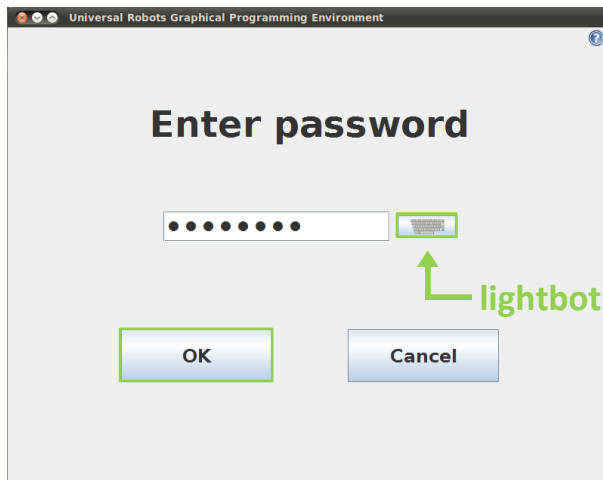 Universal Robots Graphical Programming Environment
?
Enter password
●●●●●●●●
lightbot
OK Cancel